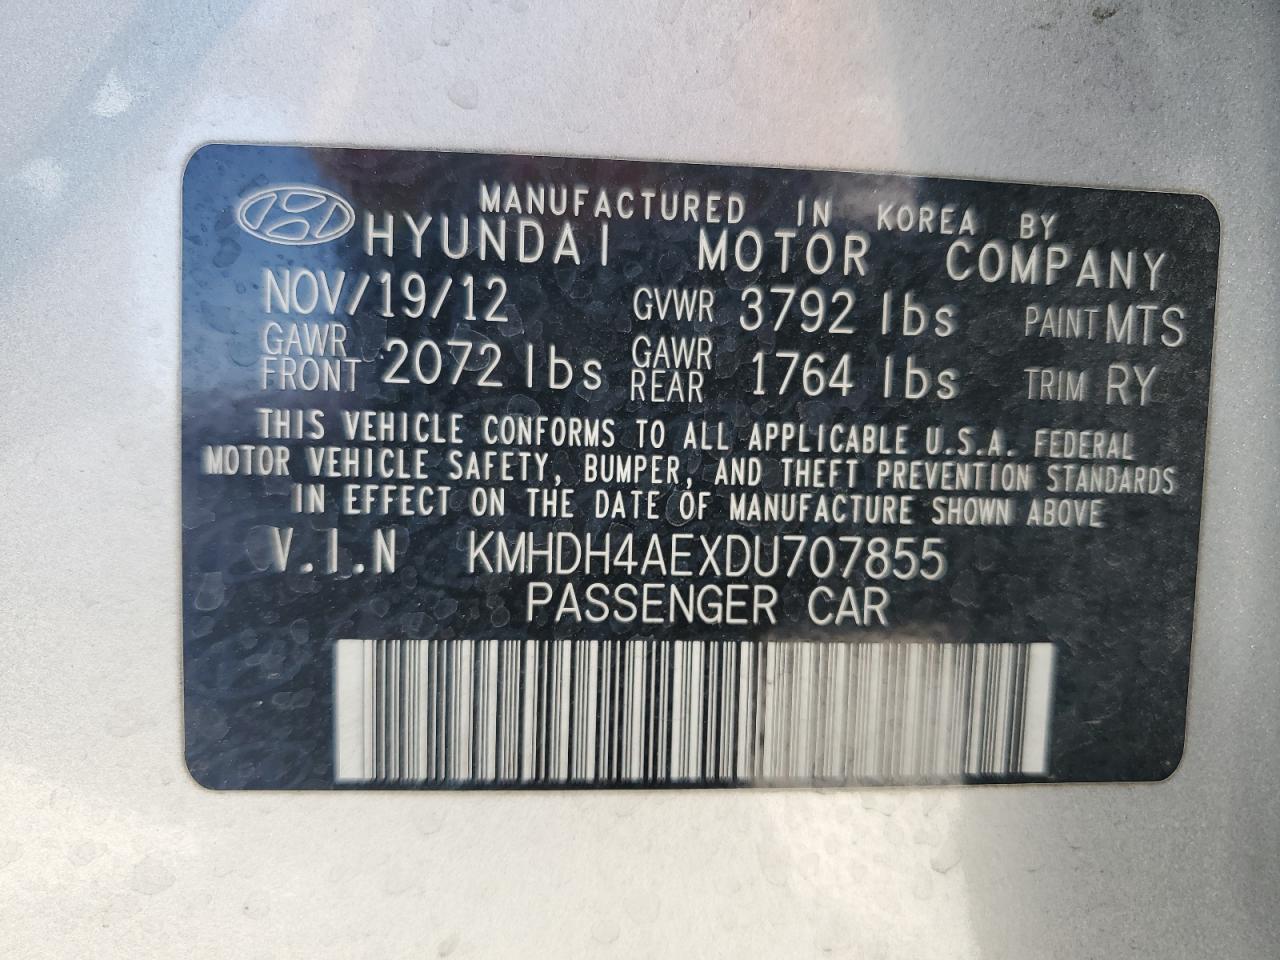 MANUFACTURED IN KOREA BY
HYUNDAI MOTOR COMPANY
NOV/19/12 GVWR 3792 lbs PAINT MTS
GAWR FRONT 2072 lbs GAWR REAR 1764 lbs TRIM RY
THIS VEHICLE CONFORMS TO ALL APPLICABLE U.S.A. FEDERAL
MOTOR VEHICLE SAFETY, BUMPER, AND THEFT PREVENTION STANDARDS
IN EFFECT ON THE DATE OF MANUFACTURE SHOWN ABOVE
V.I.N KMHDH4AEXDU707855
PASSENGER CAR